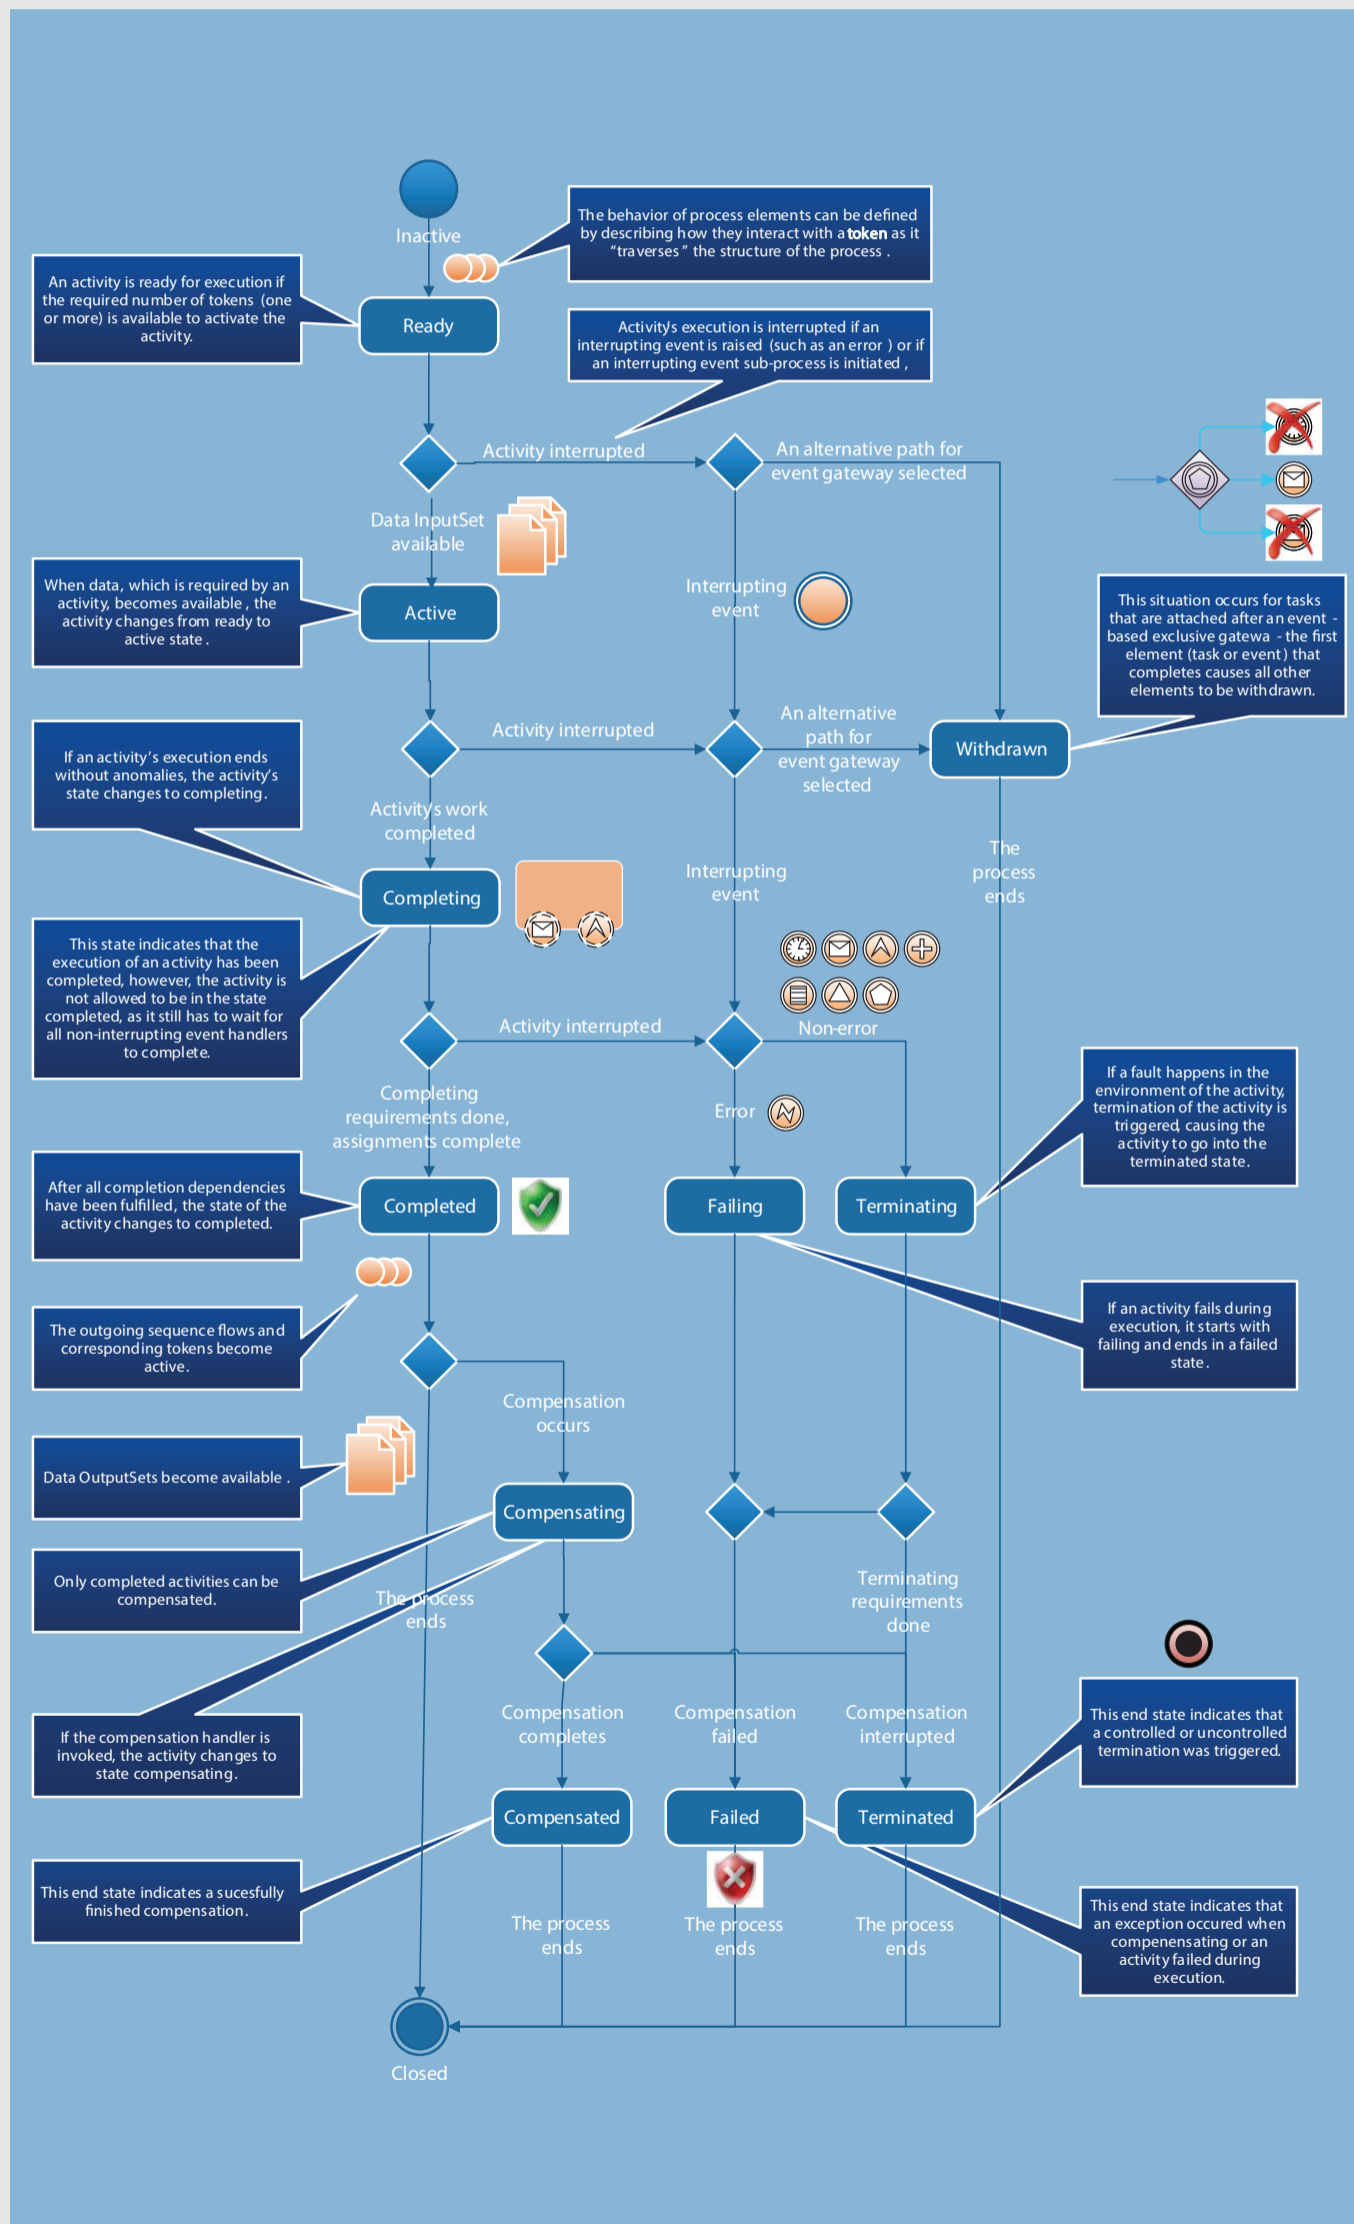 Inactive
The behavior of process elements can be defined
by describing how they interact with a token as it
“traverses” the structure of the process .
An activity is ready for execution if
the required number of tokens (one
or more) is available to activate the
activity.
Ready
Activity's execution is interrupted if an
interrupting event is raised (such as an error ) or if
an interrupting event sub-process is initiated ,
Activity interrupted
An alternative path for
event gateway selected
Data InputSet
available
When data, which is required by an
activity, becomes available , the
activity changes from ready to
active state .
Active
Interrupting
event
This situation occurs for tasks
that are attached after an event -
based exclusive gatewa - the first
element (task or event) that
completes causes all other
elements to be withdrawn.
If an activity’s execution ends
without anomalies, the activity’s
state changes to completing.
Activity interrupted
An alternative
path for
event gateway
selected
Withdrawn
Activity's work
completed
The
process
ends
Completing
Interrupting
event
This state indicates that the
execution of an activity has been
completed, however, the activity is
not allowed to be in the state
completed, as it still has to wait for
all non-interrupting event handlers
to complete.
Activity interrupted
Non-error
Completing
requirements done,
assignments complete
Error
If a fault happens in the
environment of the activity,
termination of the activity is
triggered, causing the
activity to go into the
terminated state.
After all completion dependencies
have been fulfilled, the state of the
activity changes to completed.
Completed
Failing
Terminating
The outgoing sequence flows and
corresponding tokens become
active.
If an activity fails during
execution, it starts with
failing and ends in a failed
state .
Compensation
occurs
Data OutputSets become available .
Compensating
Only completed activities can be
compensated.
The process
ends
Terminating
requirements
done
If the compensation handler is
invoked, the activity changes to
state compensating.
Compensation
completes
Compensation
failed
Compensation
interrupted
This end state indicates that
a controlled or uncontrolled
termination was triggered.
Compensated
Failed
Terminated
This end state indicates a sucesfully
finished compensation.
The process
ends
The process
ends
The process
ends
This end state indicates that
an exception occured when
compenensating or an
activity failed during
execution.
Closed